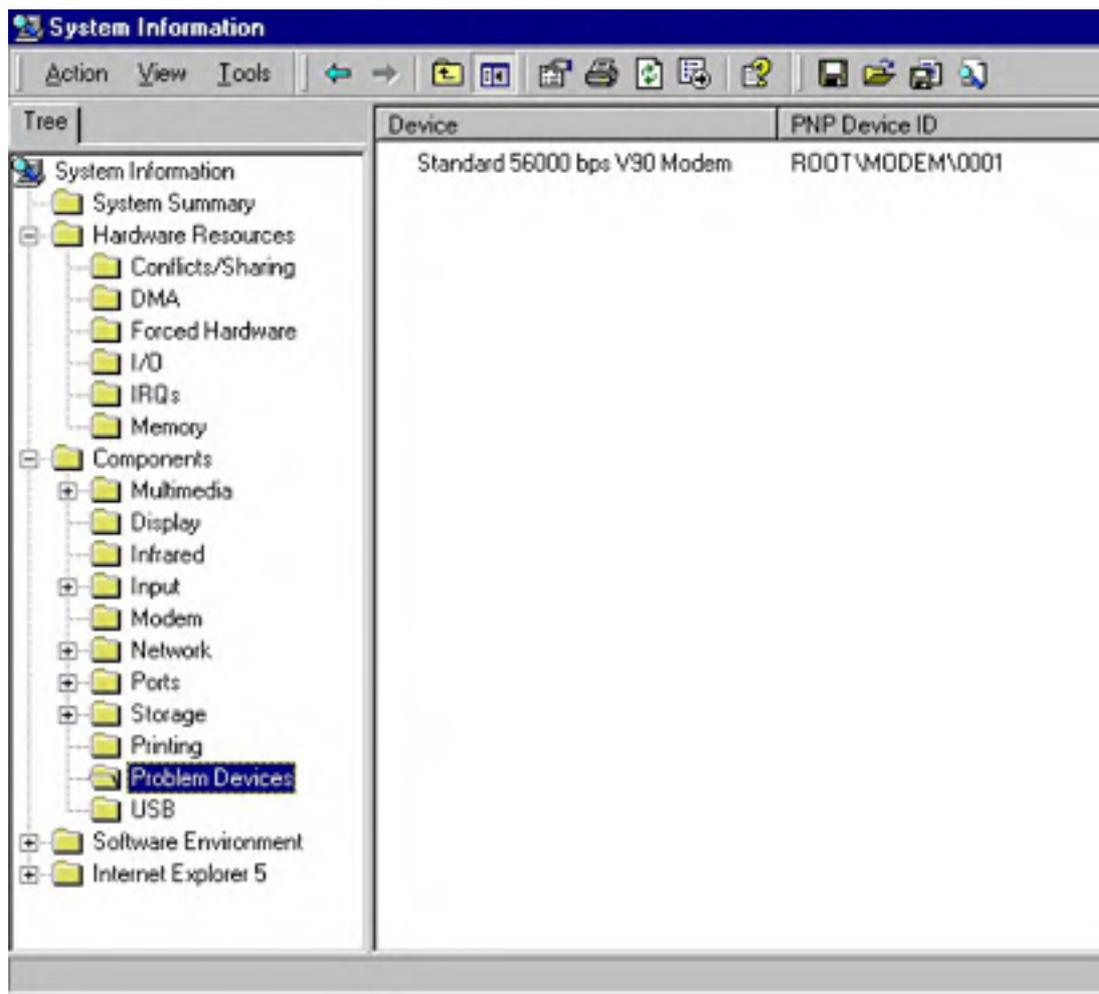 System Information
Action View Tools
Tree
Device PNP Device ID
System Information
Standard 56000 bps V90 Modem ROOT\MODEM\0001
System Summary
Hardware Resources
Conflicts/Sharing
DMA
Forced Hardware
I/O
IRQs
Memory
Components
Multimedia
Display
Infrared
Input
Modem
Network
Ports
Storage
Printing
Problem Devices
USB
Software Environment
Internet Explorer 5